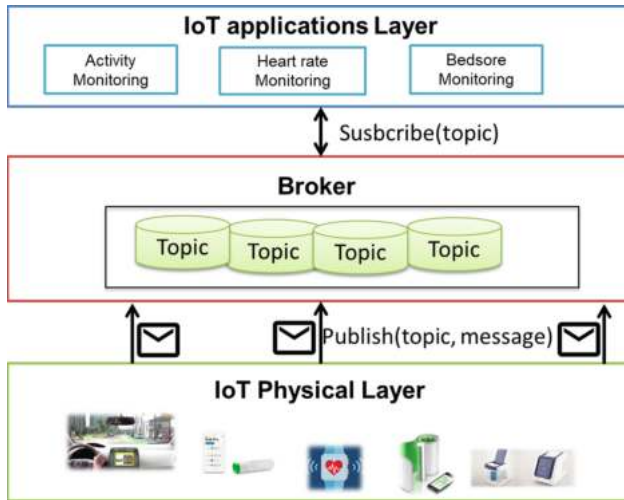 IoT applications Layer
Activity
Monitoring
Heart rate
Monitoring
Bedsore
Monitoring
Susbcribe(topic)
Broker
Topic
Topic
Topic
Topic
Publish(topic, message)
IoT Physical Layer